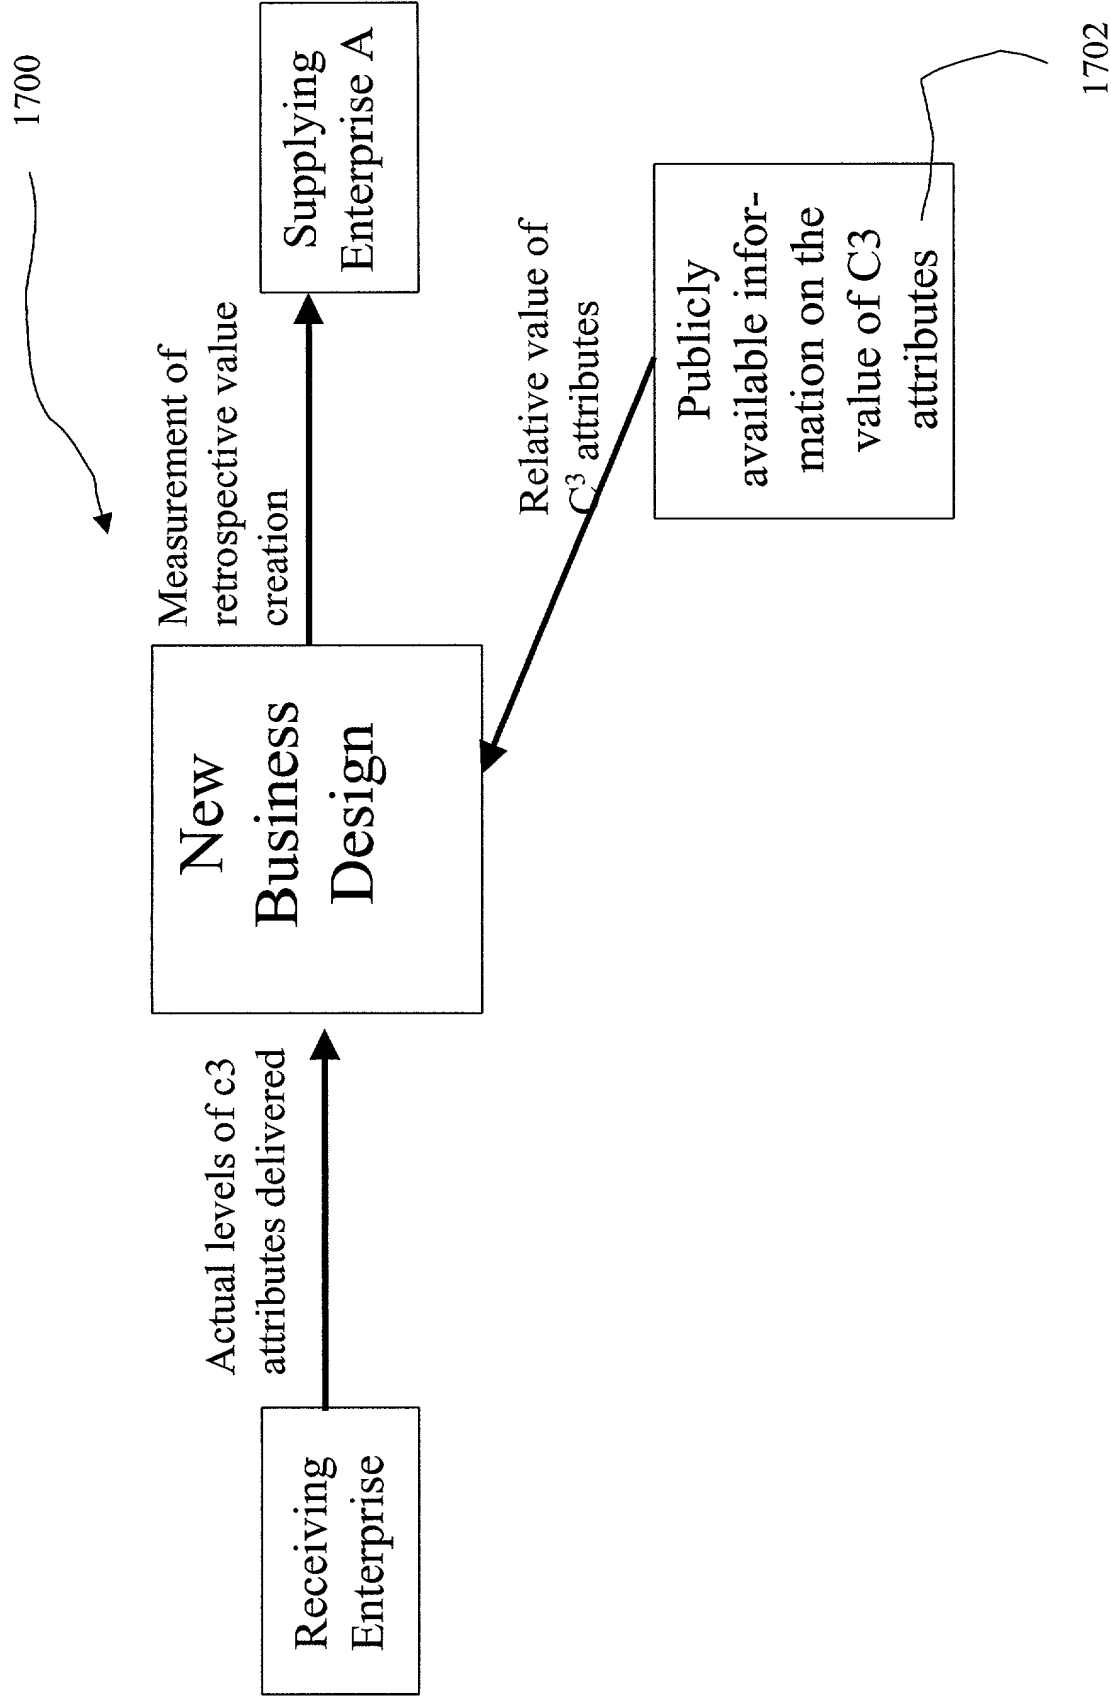 1700
Receiving
Enterprise
Actual levels of c3
attributes delivered
New
Business
Design
Measurement of
retrospective value
creation
Supplying
Enterprise A
Relative value of
C³ attributes
Publicly
available infor-
mation on the
value of C3
attributes
1702